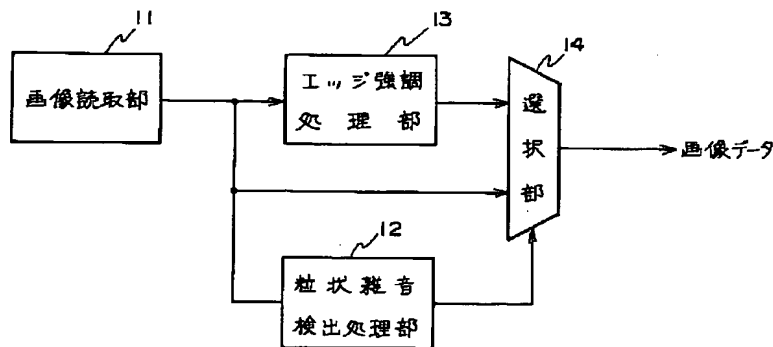 11
画像読取部
13
エッジ強調
処理部
14
選
択
部
画像データ
12
粒状雑音
検出処理部